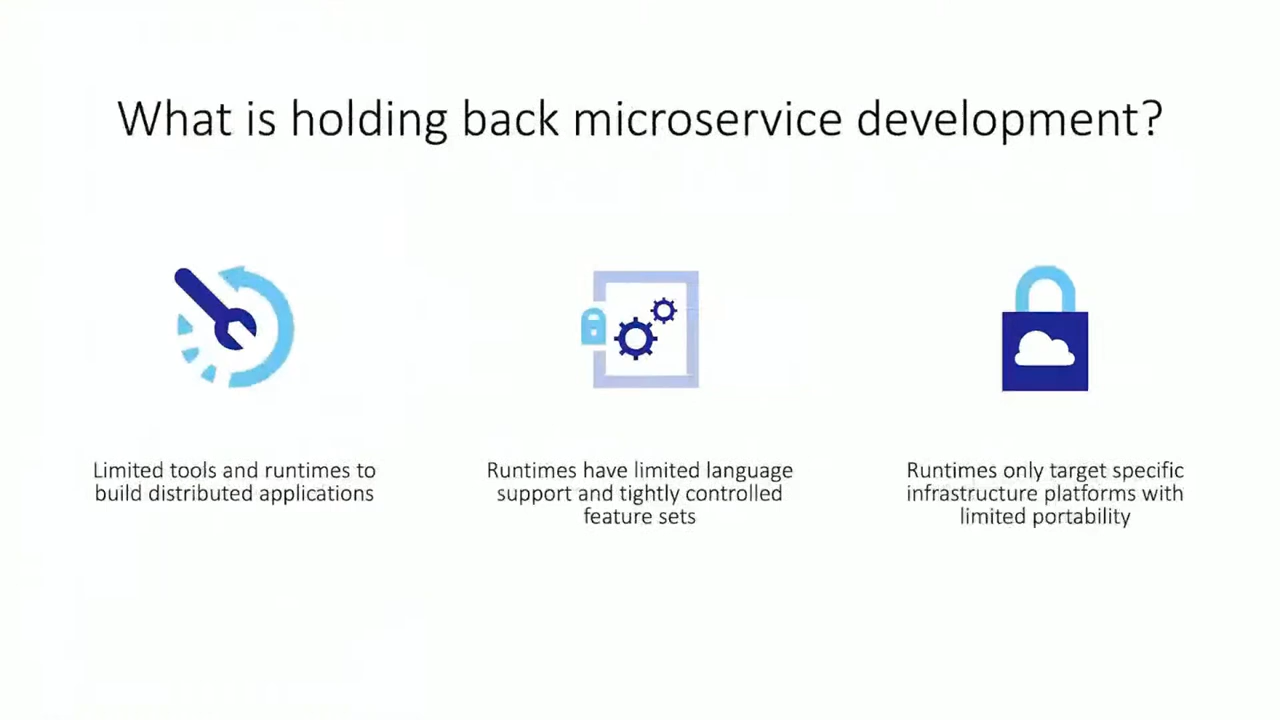 What is holding back microservice development?
Limited tools and runtimes to
build distributed applications
Runtimes have limited language
support and tightly controlled
feature sets
Runtimes only target specific
infrastructure platforms with
limited portability